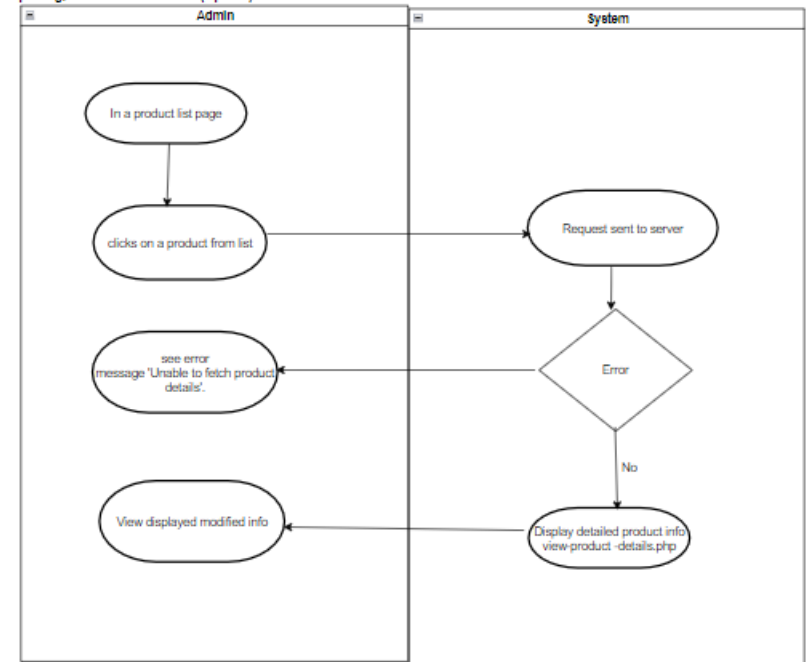 Admin
System
In a product list page
clicks on a product from list
Request sent to server
see error
message 'Unable to fetch product
details'.
Error
No
View displayed modified info
Display detailed product info
view-product -details.php